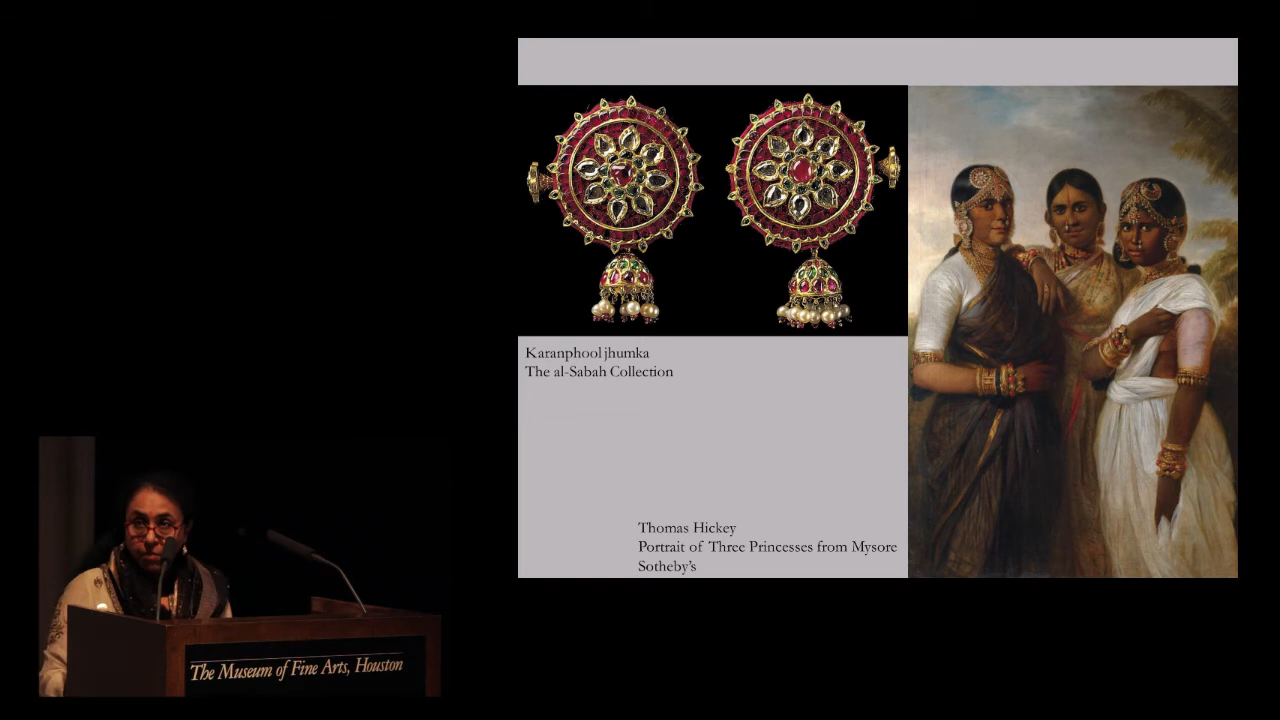 Karanphool jhumka
The al-Sabah Collection
Thomas Hickey
Portrait of Three Princesses from Mysore
Sotheby's
The Museum of Fine Arts, Houston